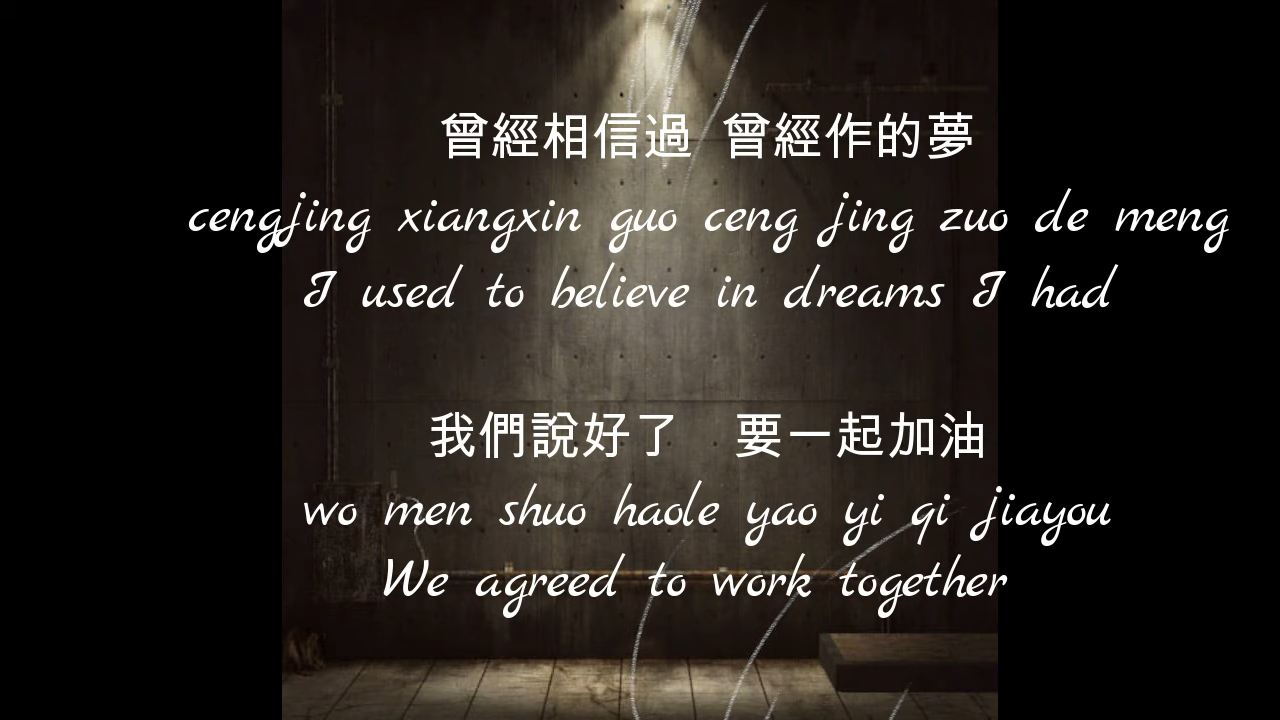 曾經相信過 曾經作的夢
cengjing xiangxin guo ceng jing zuo de meng
I used to believe in dreams I had
我們說好了 要一起加油
wo men shuo haole yao yi qi jiayou
We agreed to work together